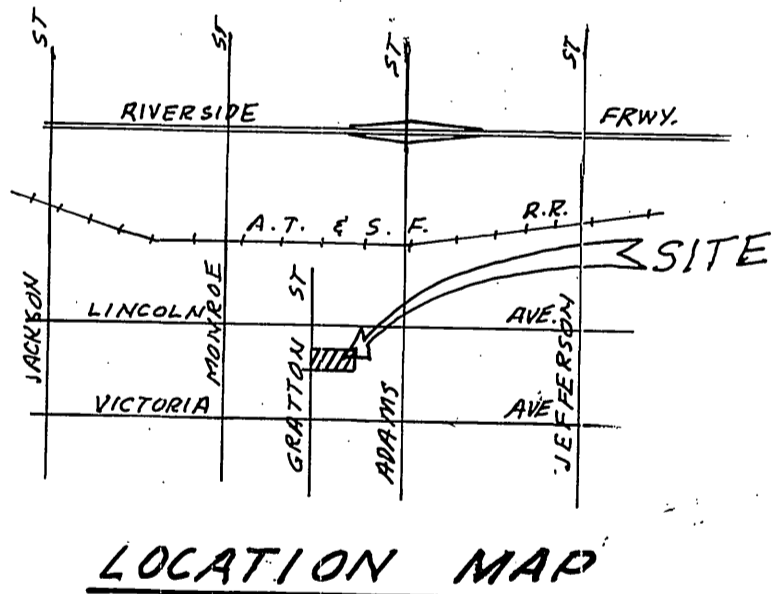 ST ST ST ST
RIVERSIDE FRWY.
A.T. & S.F. R.R.
SITE
ST
LINCOLN AVE.
JACKSON
MONROE
GRATTON
ADAMS
JEFFERSON
VICTORIA AVE
LOCATION MAP